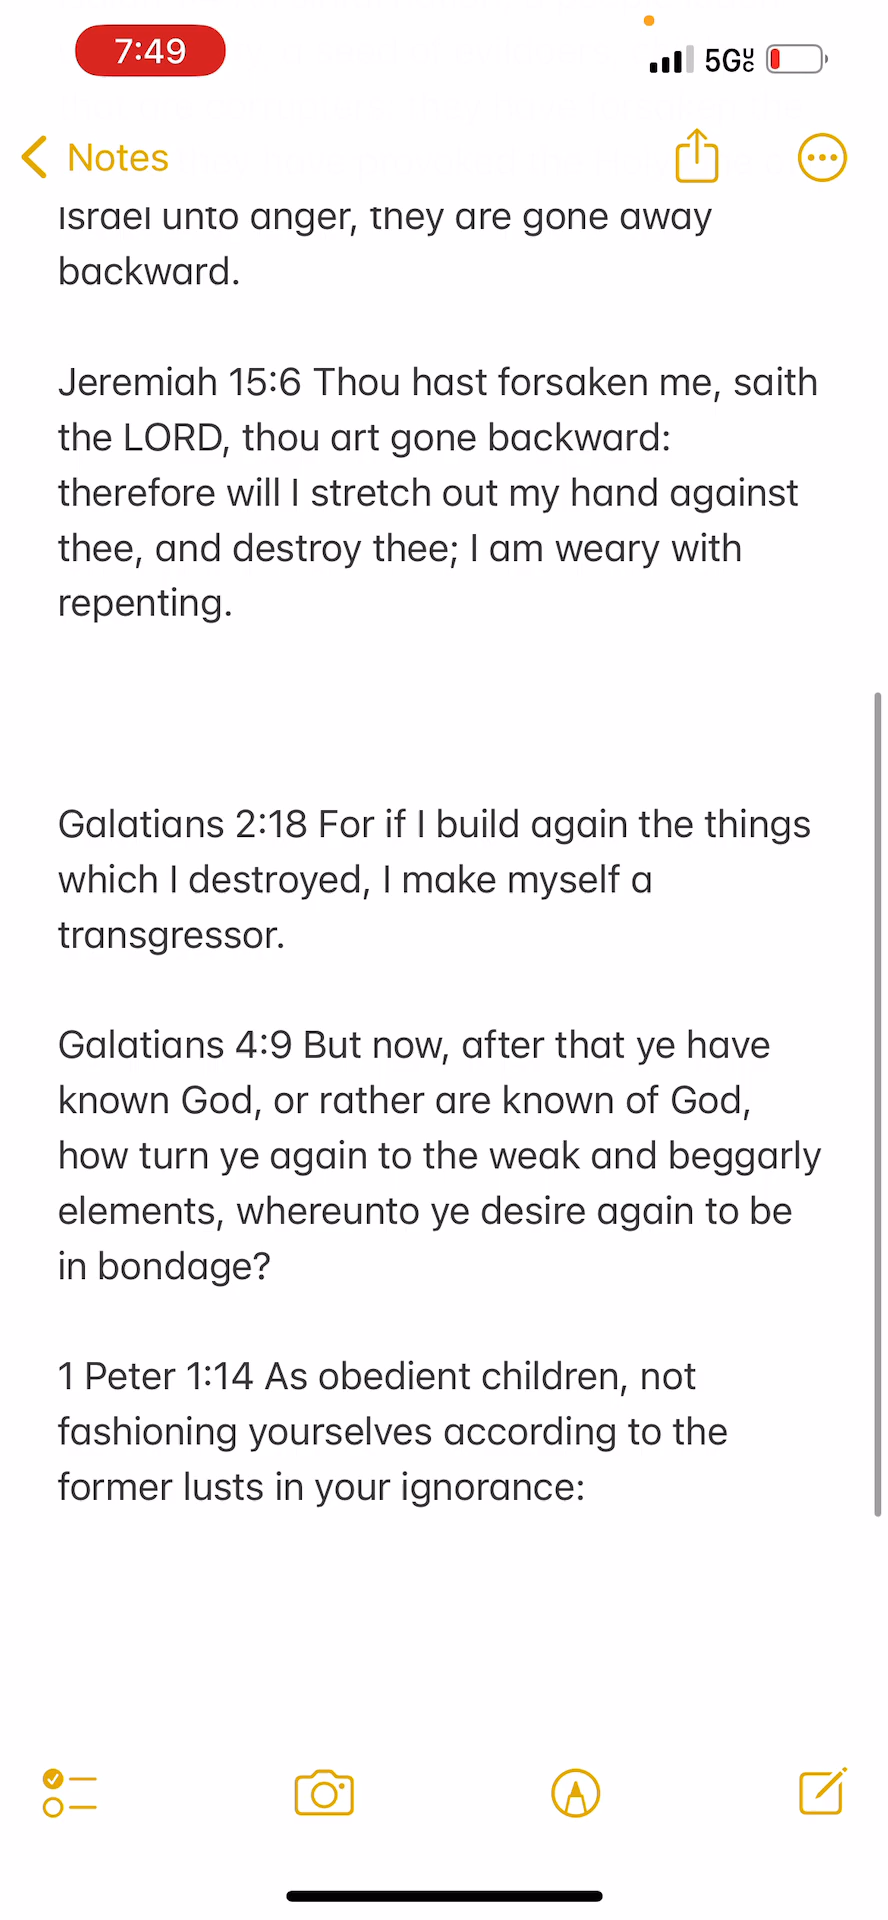 7:49
5GUC
Notes
Israel unto anger, they are gone away
backward.
Jeremiah 15:6 Thou hast forsaken me, saith
the LORD, thou art gone backward:
therefore will I stretch out my hand against
thee, and destroy thee; I am weary with
repenting.
Galatians 2:18 For if I build again the things
which I destroyed, I make myself a
transgressor.
Galatians 4:9 But now, after that ye have
known God, or rather are known of God,
how turn ye again to the weak and beggarly
elements, whereunto ye desire again to be
in bondage?
1 Peter 1:14 As obedient children, not
fashioning yourselves according to the
former lusts in your ignorance: